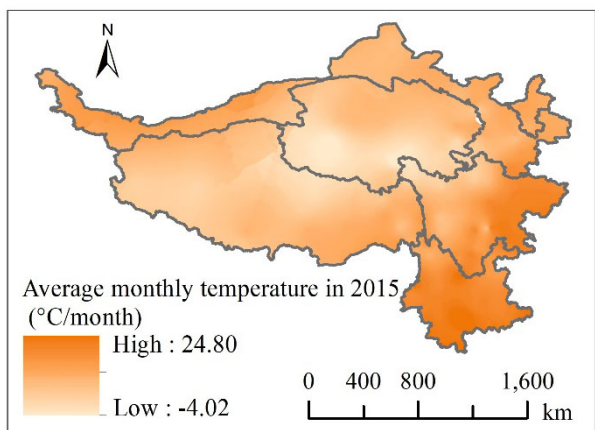 N
Average monthly temperature in 2015
(°C/month)
High : 24.80
Low : -4.02
0 400 800 1,600
km